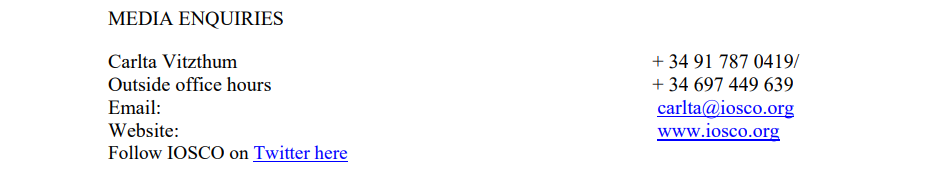 MEDIA ENQUIRIES
Carlta Vitzthum + 34 91 787 0419/
Outside office hours + 34 697 449 639
Email: carlta@iosco.org
Website: www.iosco.org
Follow IOSCO on Twitter here